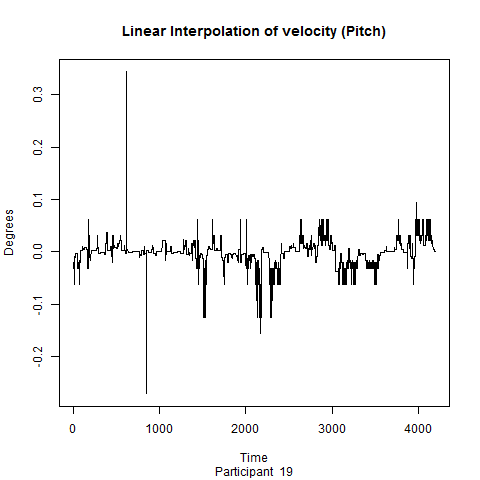 Linear Interpolation of velocity (Pitch)
Degrees
0.3
0.2
0.1
0.0
-0.1
-0.2
0 1000 2000 3000 4000
Time
Participant 19